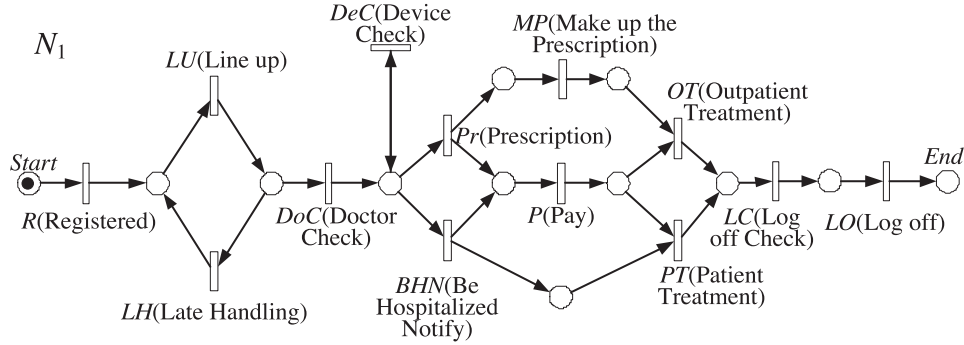 DeC(Device
Check)
MP(Make up the
Prescription)
N1
LU(Line up)
OT(Outpatient
Treatment)
Pr(Prescription)
Start
End
R(Registered)
DoC(Doctor
Check)
P(Pay)
LC(Log
off Check)
LO(Log off)
BHN(Be
Hospitalized
Notify)
PT(Patient
Treatment)
LH(Late Handling)